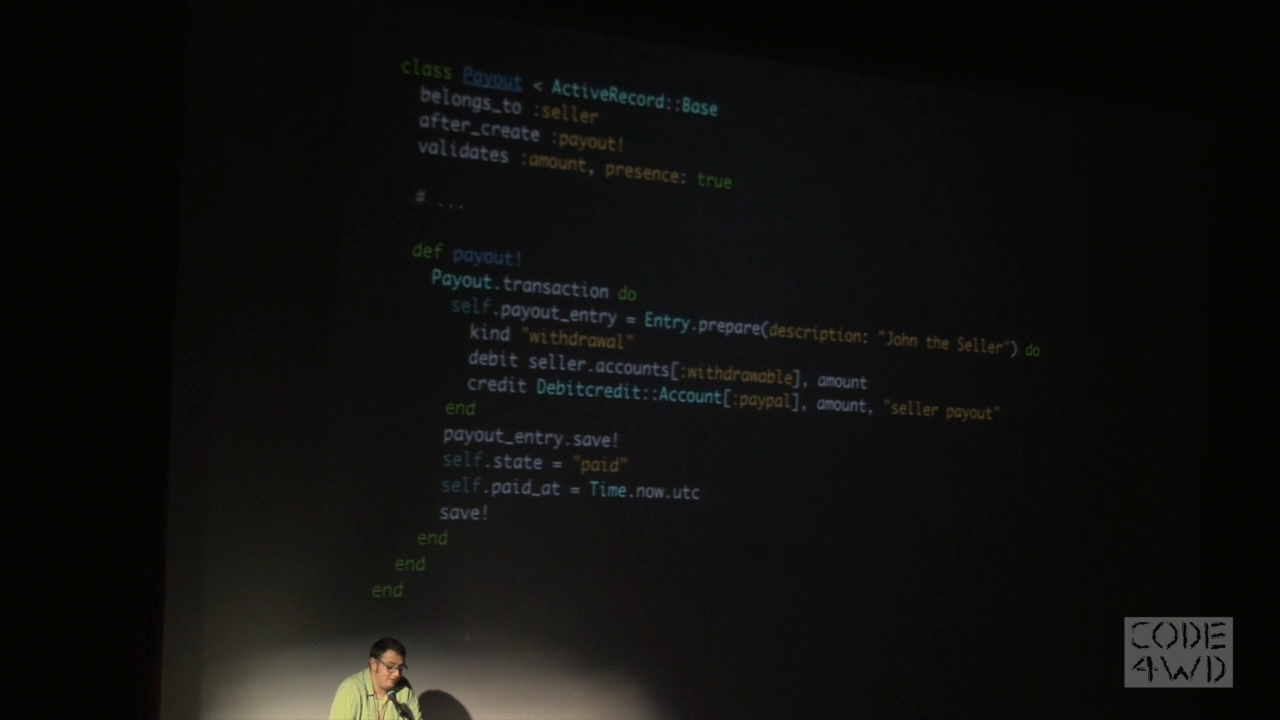 class Payout < ActiveRecord::Base
belongs_to :seller
after_create :payout!
validates :amount, presence: true
# ...
def payout!
Payout.transaction do
self.payout_entry = Entry.prepare(description: "John the Seller") do
kind "withdrawal"
debit seller.accounts[:withdrawable], amount
credit Debitcredit::Account[:paypal], amount, "seller payout"
end
payout_entry.save!
self.state = "paid"
self.paid_at = Time.now.utc
save!
end
end
end
CODE
4WD